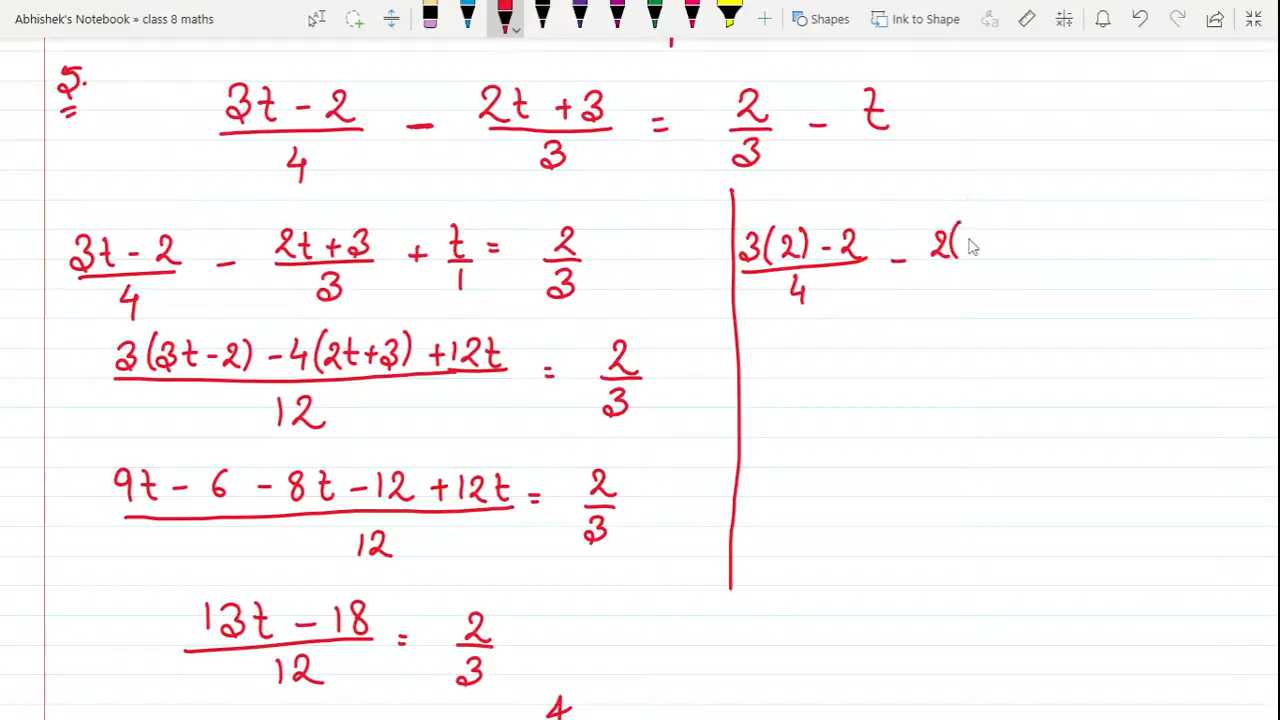 Abhishek's Notebook » class 8 maths
Shapes
Ink to Shape
5.
(3t - 2)/4 - (2t + 3)/3 = 2/3 - t
(3t - 2)/4 - (2t + 3)/3 + t/1 = 2/3
(3(3t - 2) - 4(2t + 3) + 12t)/12 = 2/3
(9t - 6 - 8t - 12 + 12t)/12 = 2/3
(13t - 18)/12 = 2/3
4
(3(2) - 2)/4 - 2(